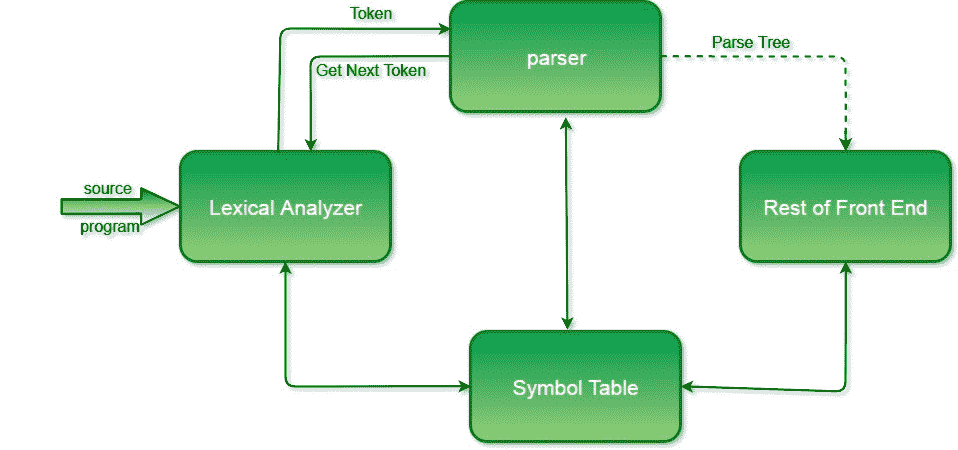 Token
parser
Parse Tree
Get Next Token
source
program
Lexical Analyzer
Rest of Front End
Symbol Table